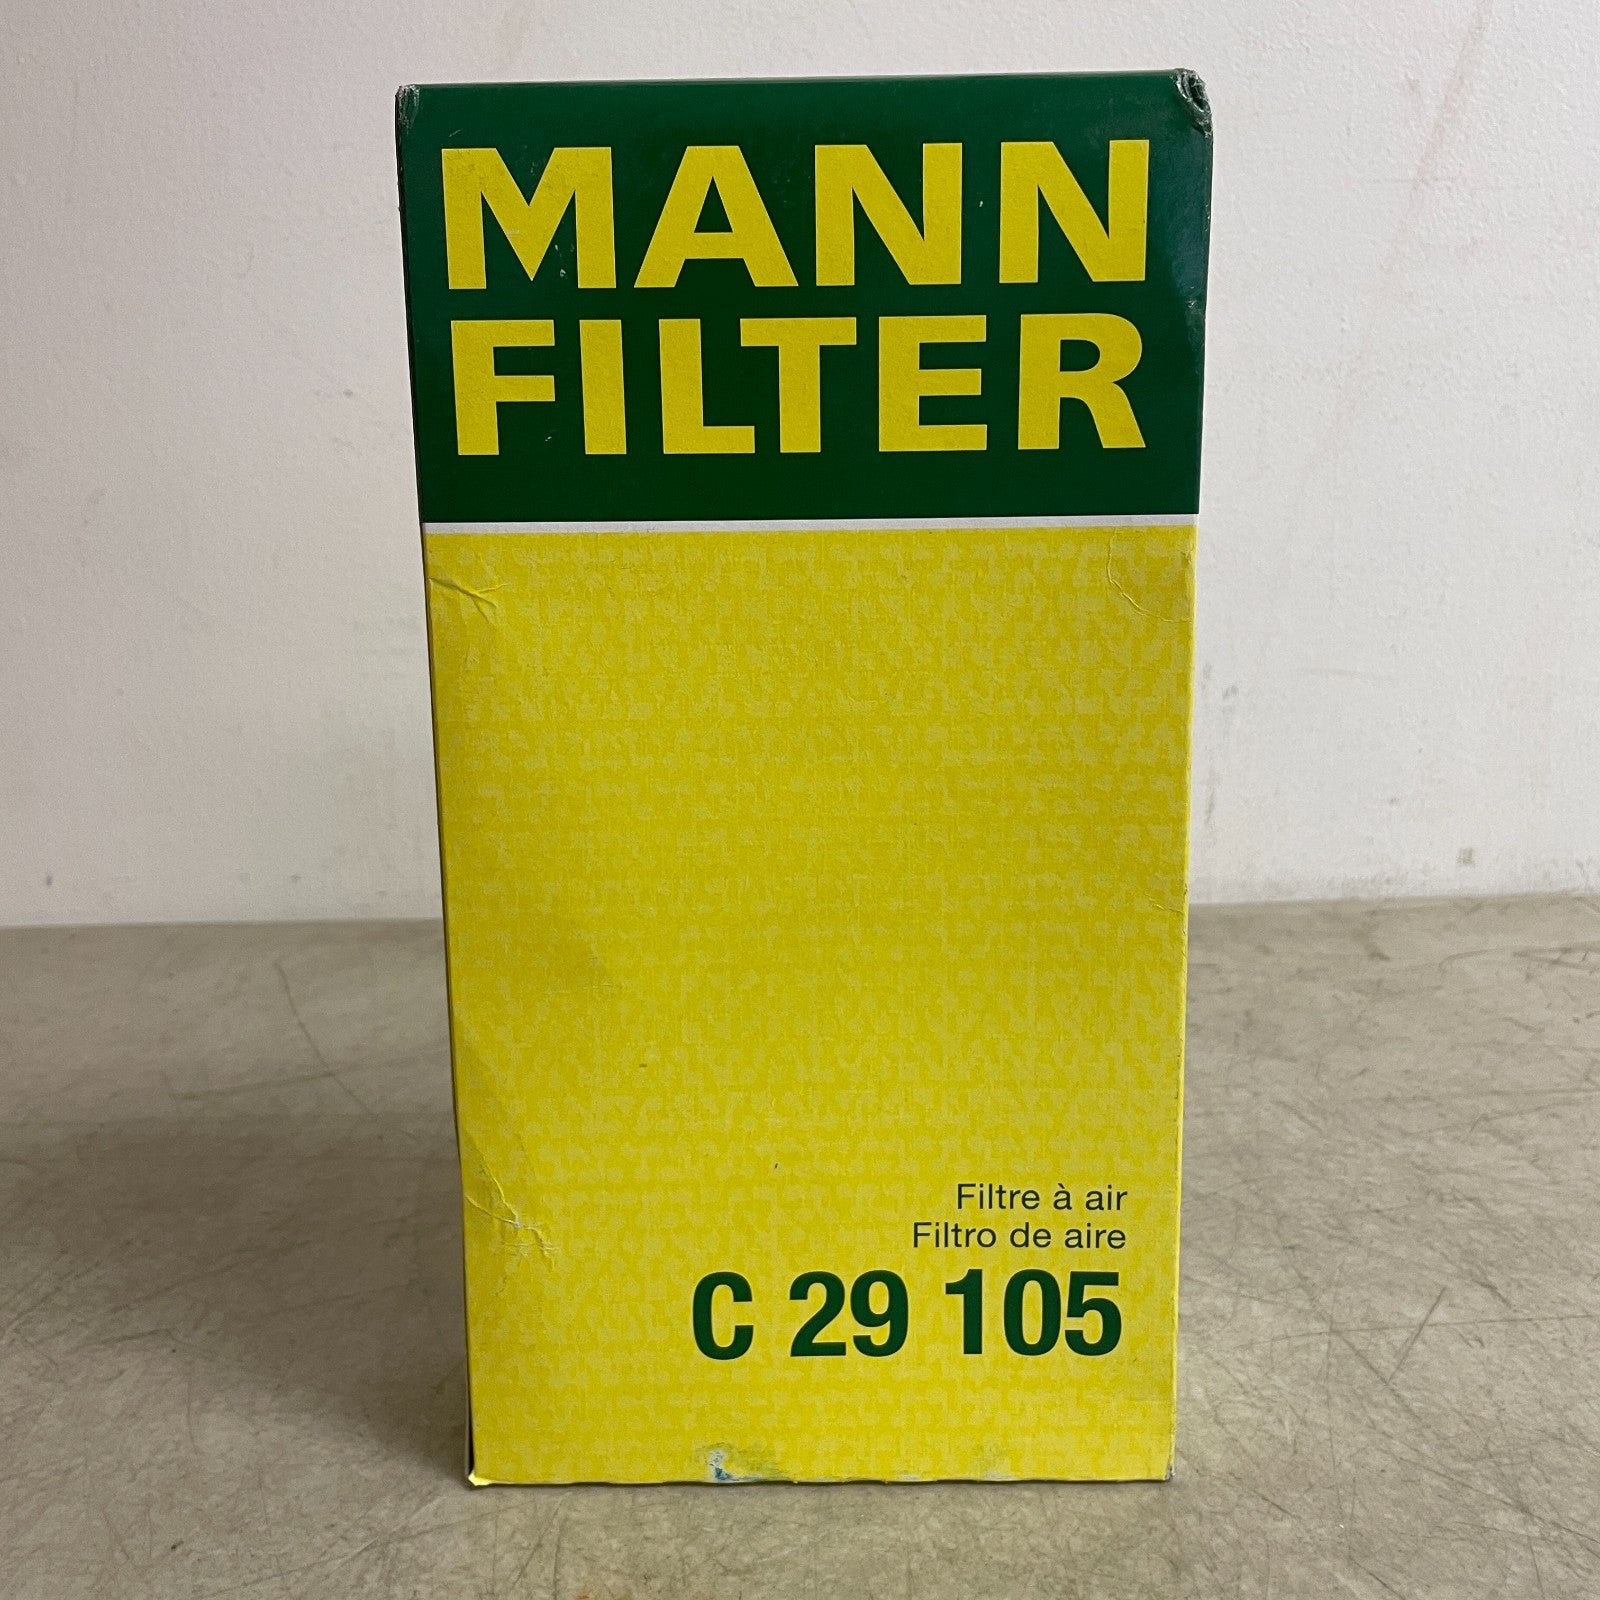 MANN
FILTER
Filtre à air
Filtro de aire
C 29 105